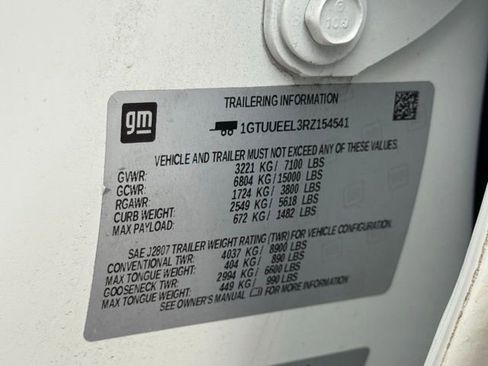 TRAILERING INFORMATION
gm
1GTUUEEL3RZ154541
VEHICLE AND TRAILER MUST NOT EXCEED ANY OF THE FOLLOWING
GVWR: 3221 KG / 7100 LBS
GCWR: 6804 KG / 15000 LBS
RGAWR: 1724 KG / 3800 LBS
CURB WEIGHT: 2549 KG / 5618 LBS
MAX PAYLOAD: 672 KG / 1482 LBS
SAE J2807 TRAILER WEIGHT RATING (TWR) FOR VEHICLE CONFIGURATION.
CONVENTIONAL TWR: 4037 KG / 8900 LBS
MAX TONGUE WEIGHT: 404 KG / 890 LBS
GOOSENECK TWR: 2994 KG / 6600 LBS
MAX TONGUE WEIGHT: 449 KG / 990 LBS
SEE OWNER'S MANUAL FOR MORE INFORMATION